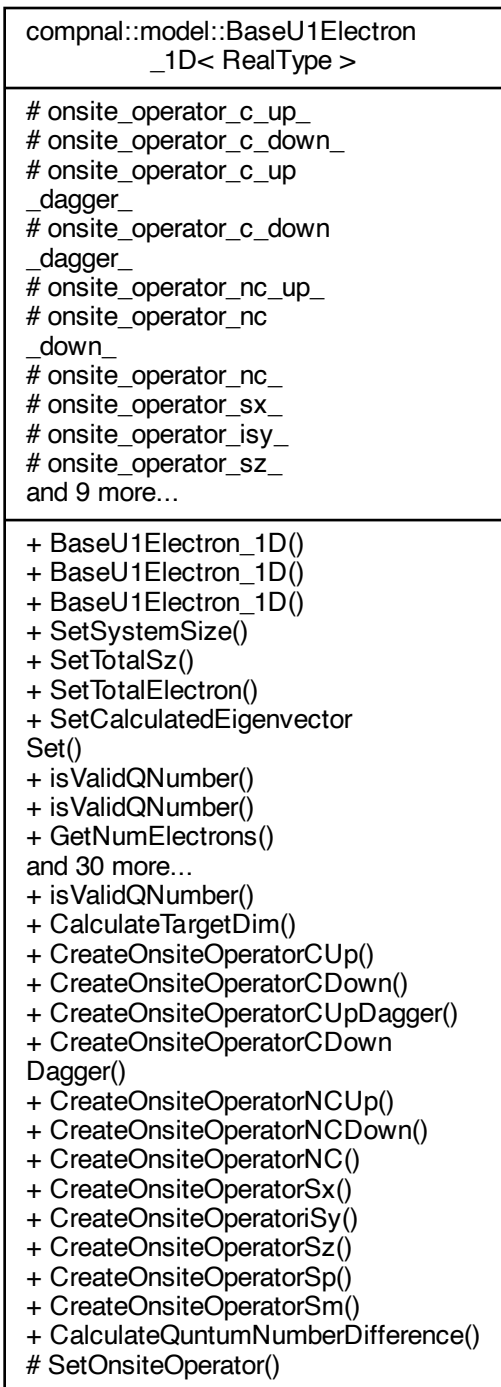 compnal::model::BaseU1Electron
_1D< RealType >
# onsite_operator_c_up_
# onsite_operator_c_down_
# onsite_operator_c_up
_dagger_
# onsite_operator_c_down
_dagger_
# onsite_operator_nc_up_
# onsite_operator_nc
_down_
# onsite_operator_nc_
# onsite_operator_sx_
# onsite_operator_isy_
# onsite_operator_sz_
and 9 more...
+ BaseU1Electron_1D()
+ BaseU1Electron_1D()
+ BaseU1Electron_1D()
+ SetSystemSize()
+ SetTotalSz()
+ SetTotalElectron()
+ SetCalculatedEigenvector
Set()
+ isValidQNumber()
+ isValidQNumber()
+ GetNumElectrons()
and 30 more...
+ isValidQNumber()
+ CalculateTargetDim()
+ CreateOnsiteOperatorCUp()
+ CreateOnsiteOperatorCDown()
+ CreateOnsiteOperatorCUpDagger()
+ CreateOnsiteOperatorCDown
Dagger()
+ CreateOnsiteOperatorNCUp()
+ CreateOnsiteOperatorNCDown()
+ CreateOnsiteOperatorNC()
+ CreateOnsiteOperatorSx()
+ CreateOnsiteOperatoriSy()
+ CreateOnsiteOperatorSz()
+ CreateOnsiteOperatorSp()
+ CreateOnsiteOperatorSm()
+ CalculateQuntumNumberDifference()
# SetOnsiteOperator()